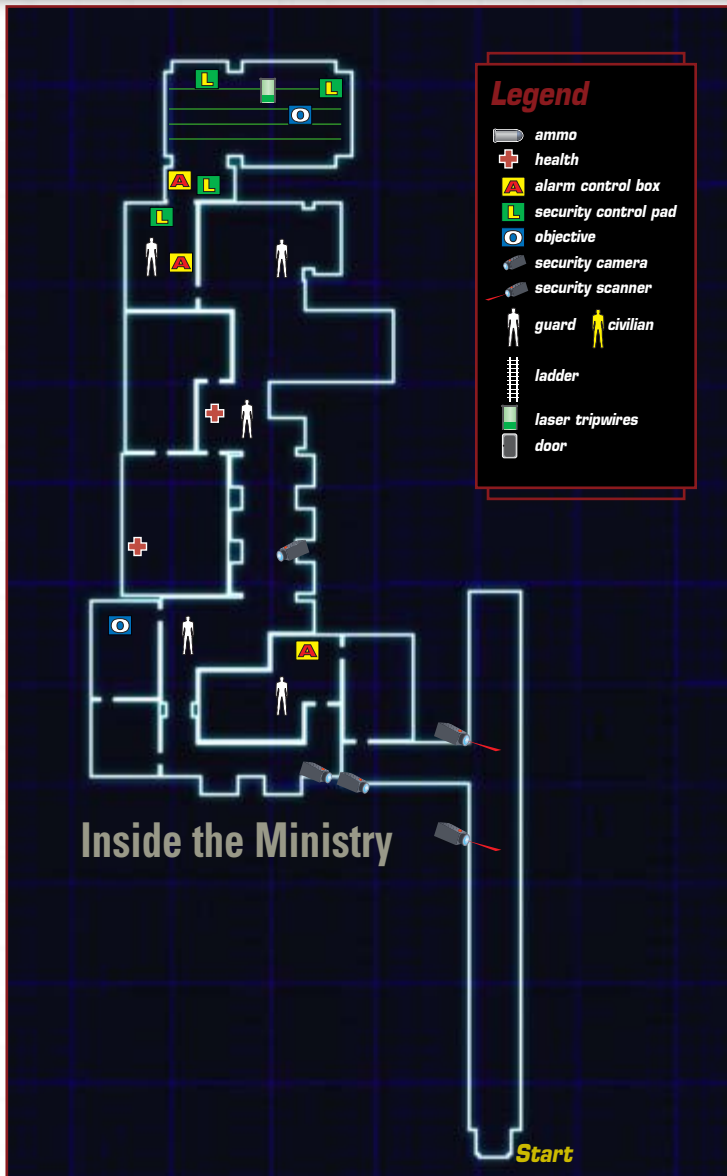 L
L
O
A
L
L
A
Legend
ammo
health
A alarm control box
L security control pad
O objective
security camera
security scanner
guard civilian
ladder
laser tripwires
door
O
A
Inside the Ministry
Start